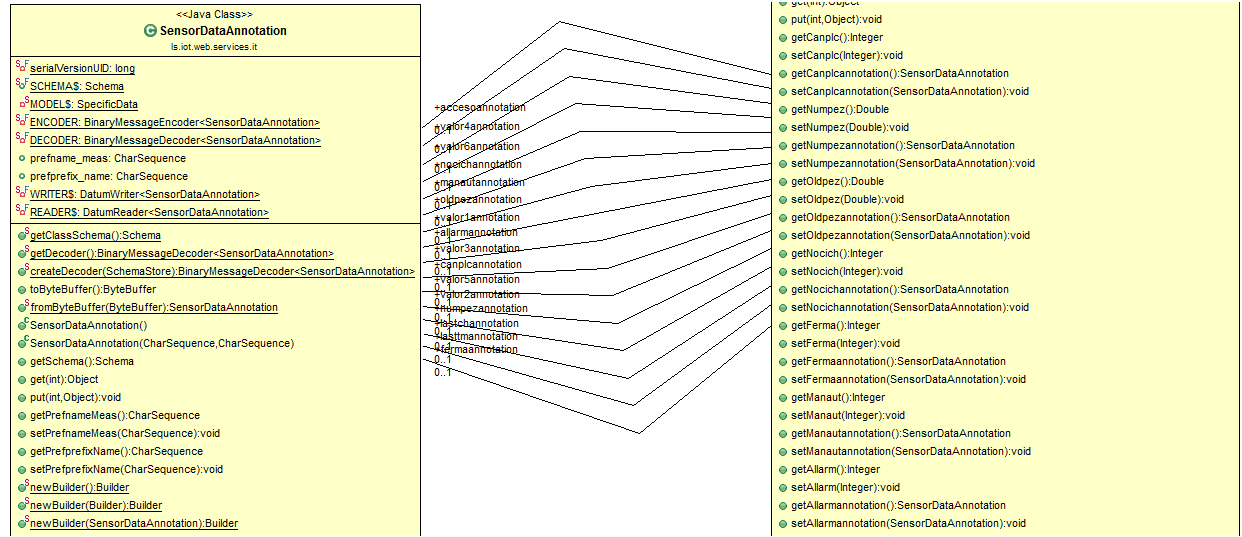 <<Java Class>>
SensorDataAnnotation
ls.iot.web.services.it
serialVersionUID: long
SCHEMA$: Schema
MODEL$: SpecificData
ENCODER: BinaryMessageEncoder<SensorDataAnnotation>
DECODER: BinaryMessageDecoder<SensorDataAnnotation>
prefname_meas: CharSequence
prefprefix_name: CharSequence
WRITER$: DatumWriter<SensorDataAnnotation>
READER$: DatumReader<SensorDataAnnotation>
getClassSchema():Schema
getDecoder():BinaryMessageDecoder<SensorDataAnnotation>
createDecoder(SchemaStore):BinaryMessageDecoder<SensorDataAnnotation>
toByteBuffer():ByteBuffer
fromByteBuffer(ByteBuffer):SensorDataAnnotation
SensorDataAnnotation()
SensorDataAnnotation(CharSequence,CharSequence)
getSchema():Schema
get(int):Object
put(int,Object):void
getPrefnameMeas():CharSequence
setPrefnameMeas(CharSequence):void
getPrefprefixName():CharSequence
setPrefprefixName(CharSequence):void
newBuilder():Builder
newBuilder(Builder):Builder
newBuilder(SensorDataAnnotation):Builder
+accesoannotation
0..1
+valor4annotation
0..1
+valor6annotation
0..1
+nocichannotation
0..1
+manautannotation
0..1
+oldpezannotation
0..1
+valor1annotation
0..1
+allarmannotation
0..1
+valor3annotation
0..1
+canplcannotation
0..1
+valor5annotation
0..1
+valor2annotation
0..1
+numpezannotation
0..1
+lastchannotation
0..1
+lasttmannotation
0..1
+fermaannotation
0..1
get(int):Object
put(int,Object):void
getCanplc():Integer
setCanplc(Integer):void
getCanplcannotation():SensorDataAnnotation
setCanplcannotation(SensorDataAnnotation):void
getNumpez():Double
setNumpez(Double):void
getNumpezannotation():SensorDataAnnotation
setNumpezannotation(SensorDataAnnotation):void
getOldpez():Double
setOldpez(Double):void
getOldpezannotation():SensorDataAnnotation
setOldpezannotation(SensorDataAnnotation):void
getNocich():Integer
setNocich(Integer):void
getNocichannotation():SensorDataAnnotation
setNocichannotation(SensorDataAnnotation):void
getFerma():Integer
setFerma(Integer):void
getFermaannotation():SensorDataAnnotation
setFermaannotation(SensorDataAnnotation):void
getManaut():Integer
setManaut(Integer):void
getManautannotation():SensorDataAnnotation
setManautannotation(SensorDataAnnotation):void
getAllarm():Integer
setAllarm(Integer):void
getAllarmannotation():SensorDataAnnotation
setAllarmannotation(SensorDataAnnotation):void